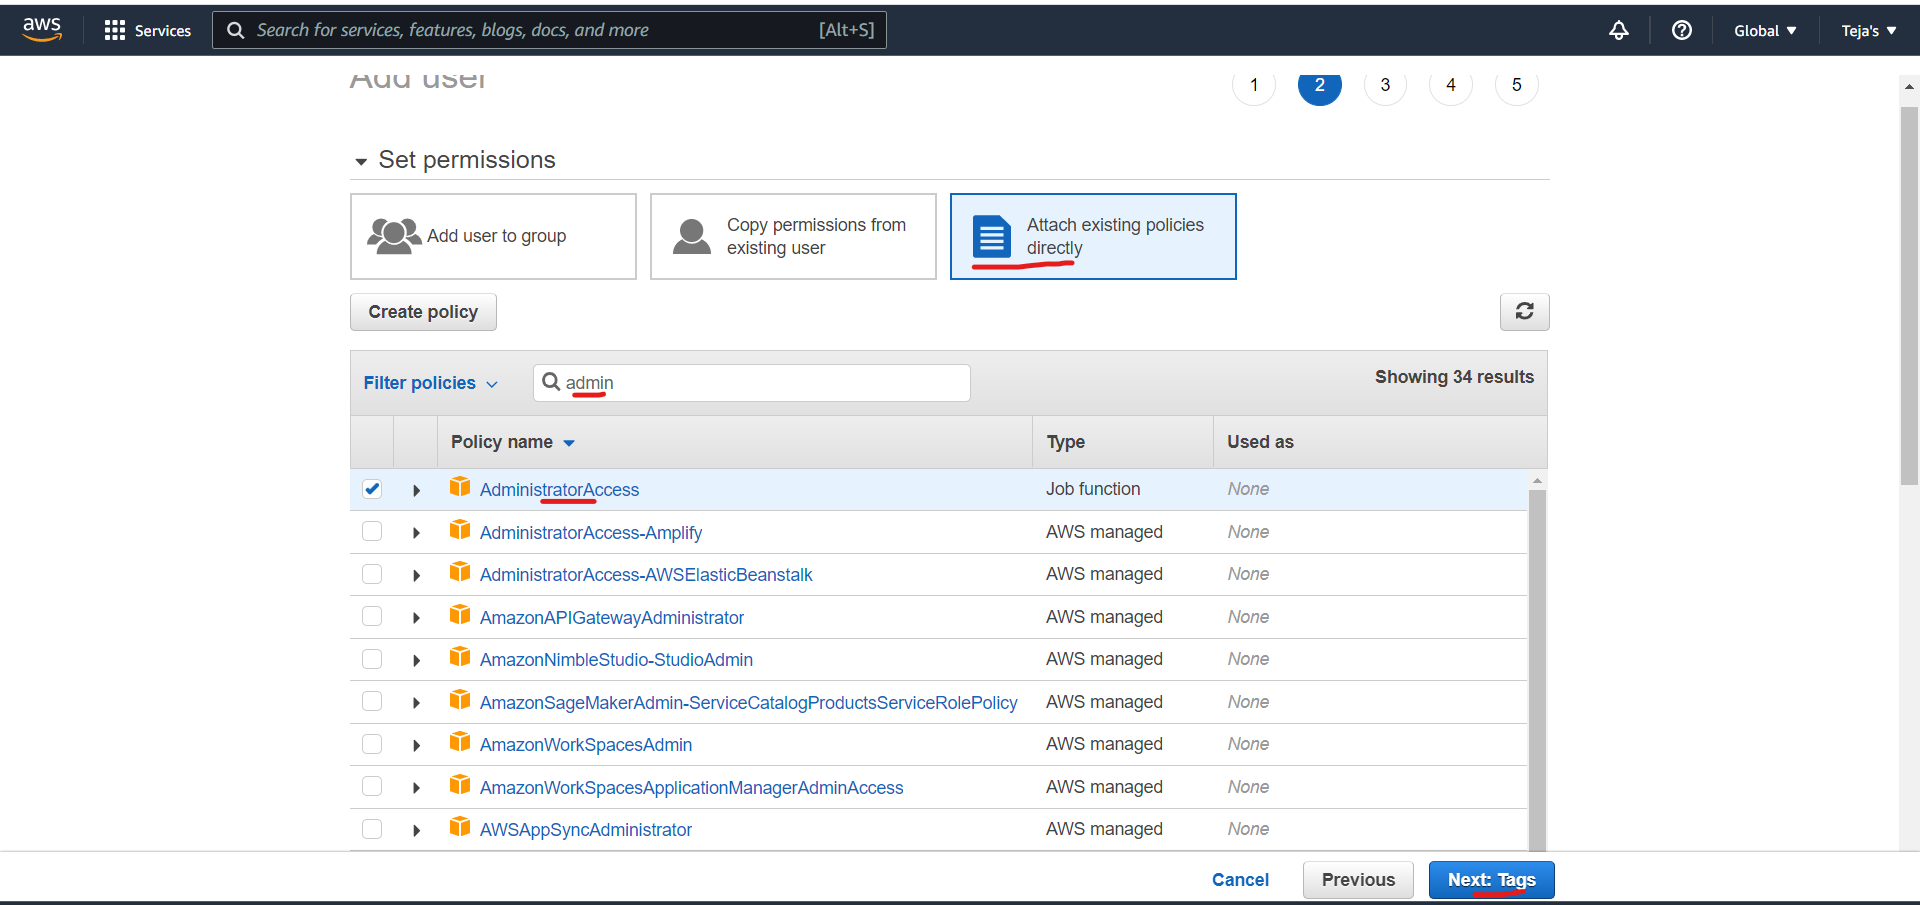 aws Services Search for services, features, blogs, docs, and more [Alt+S] Global Teja's
Add user 1 2 3 4 5
Set permissions
Add user to group
Copy permissions from
existing user
Attach existing policies
directly
Create policy
Filter policies admin Showing 34 results
Policy name Type Used as
AdministratorAccess Job function None
AdministratorAccess-Amplify AWS managed None
AdministratorAccess-AWSElasticBeanstalk AWS managed None
AmazonAPIGatewayAdministrator AWS managed None
AmazonNimbleStudio-StudioAdmin AWS managed None
AmazonSageMakerAdmin-ServiceCatalogProductsServiceRolePolicy AWS managed None
AmazonWorkSpacesAdmin AWS managed None
AmazonWorkSpacesApplicationManagerAdminAccess AWS managed None
AWSAppSyncAdministrator AWS managed None
Cancel Previous Next: Tags